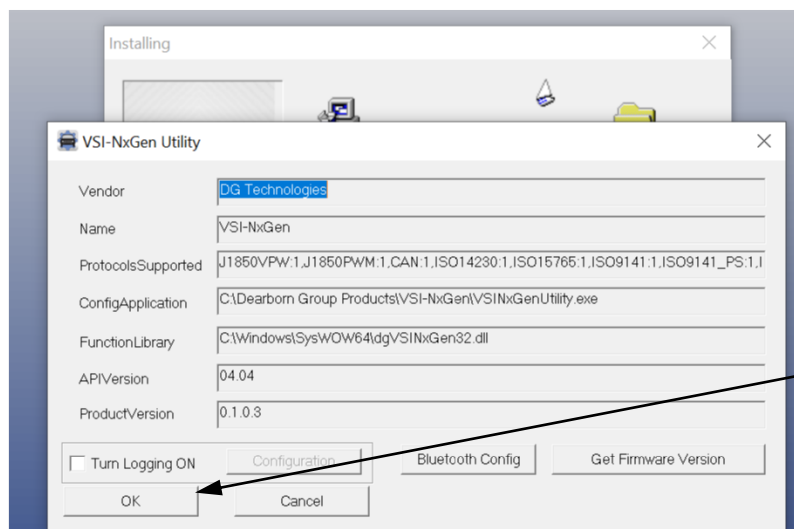 Installing
VSI-NxGen Utility
Vendor DG Technologies
Name VSI-NxGen
ProtocolsSupported J1850VPW:1,J1850PWM:1,CAN:1,ISO14230:1,ISO15765:1,ISO9141:1,ISO9141_PS:1,I
ConfigApplication C:\Dearborn Group Products\VSI-NxGen\VSINxGenUtility.exe
FunctionLibrary C:\Windows\SysWOW64\dgVSINxGen32.dll
APIVersion 04.04
ProductVersion 0.1.0.3
Turn Logging ON Configuration Bluetooth Config Get Firmware Version
OK Cancel